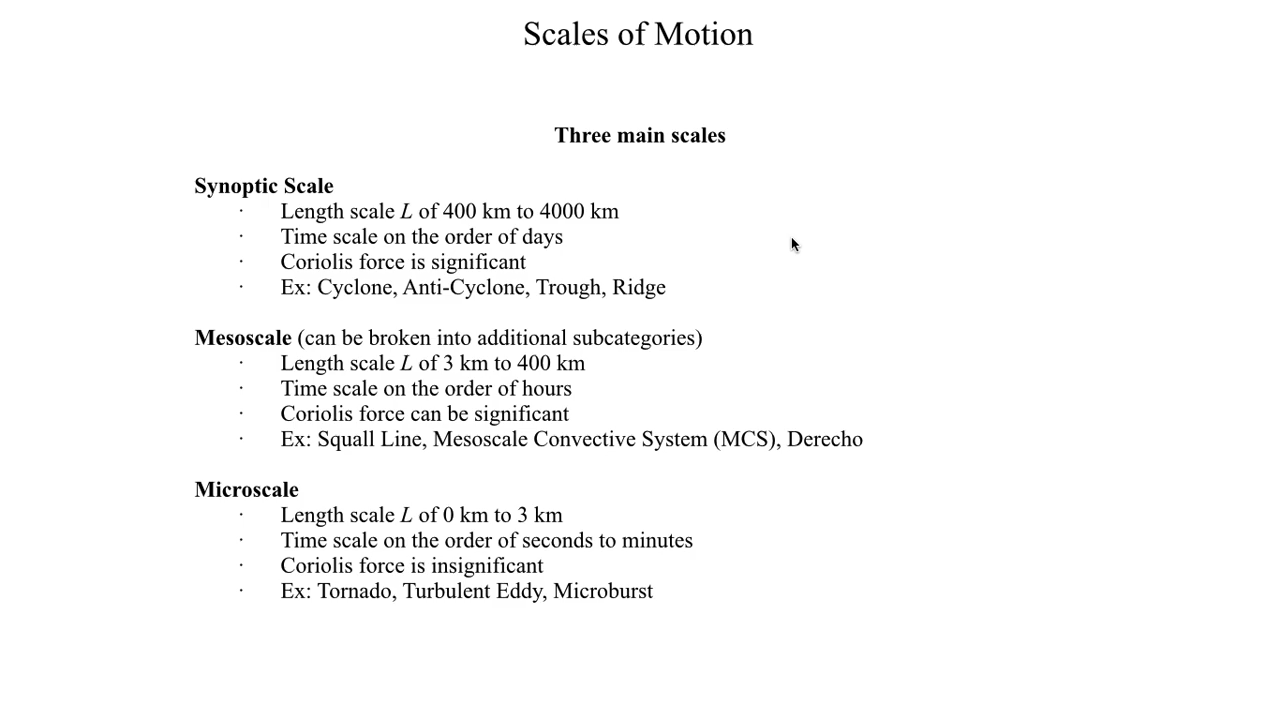 Scales of Motion
Three main scales
Synoptic Scale
· Length scale L of 400 km to 4000 km
· Time scale on the order of days
· Coriolis force is significant
· Ex: Cyclone, Anti-Cyclone, Trough, Ridge
Mesoscale (can be broken into additional subcategories)
· Length scale L of 3 km to 400 km
· Time scale on the order of hours
· Coriolis force can be significant
· Ex: Squall Line, Mesoscale Convective System (MCS), Derecho
Microscale
· Length scale L of 0 km to 3 km
· Time scale on the order of seconds to minutes
· Coriolis force is insignificant
· Ex: Tornado, Turbulent Eddy, Microburst